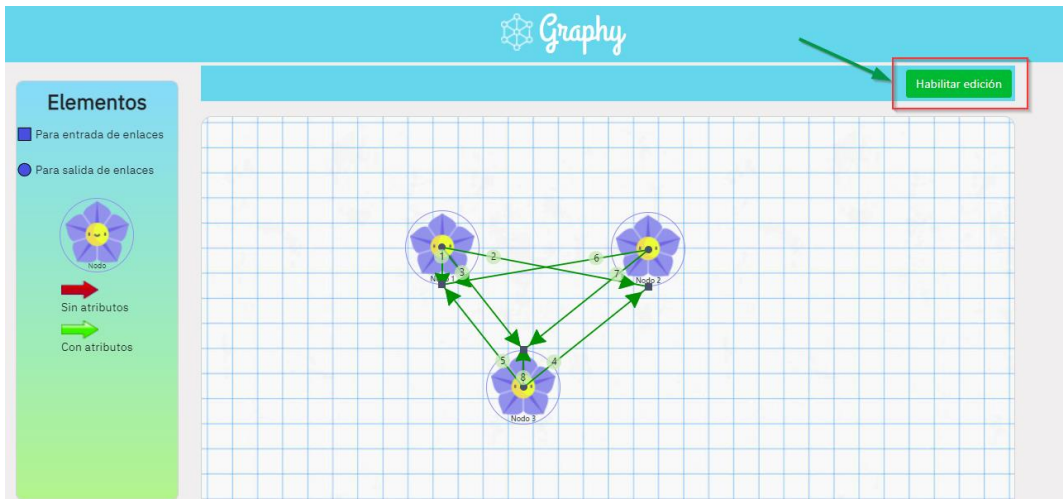 Graphy
Habilitar edición
Elementos
Para entrada de enlaces
Para salida de enlaces
Nodo
Sin atributos
Con atributos
1
2
3
6
7
Nodo 2
5
4
8
Nodo 3